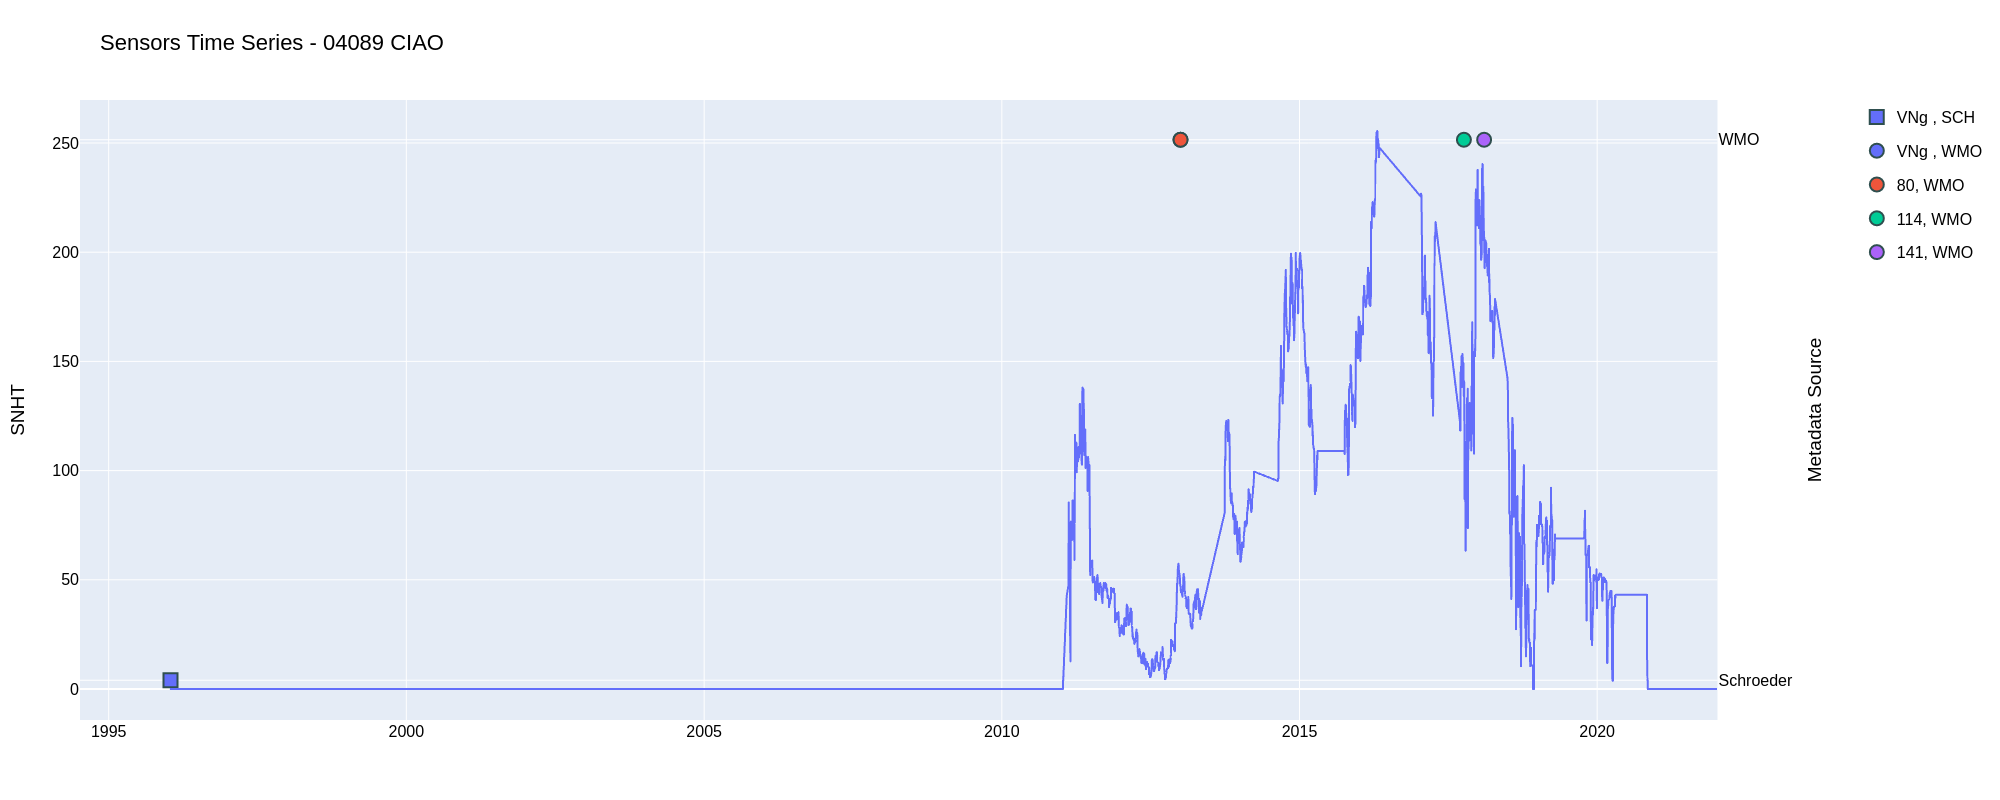 Sensors Time Series - 04089 CIAO
SNHT
250
200
150
100
50
0
1995
2000
2005
2010
2015
2020
WMO
Schroeder
Metadata Source
VNg , SCH
VNg , WMO
80, WMO
114, WMO
141, WMO